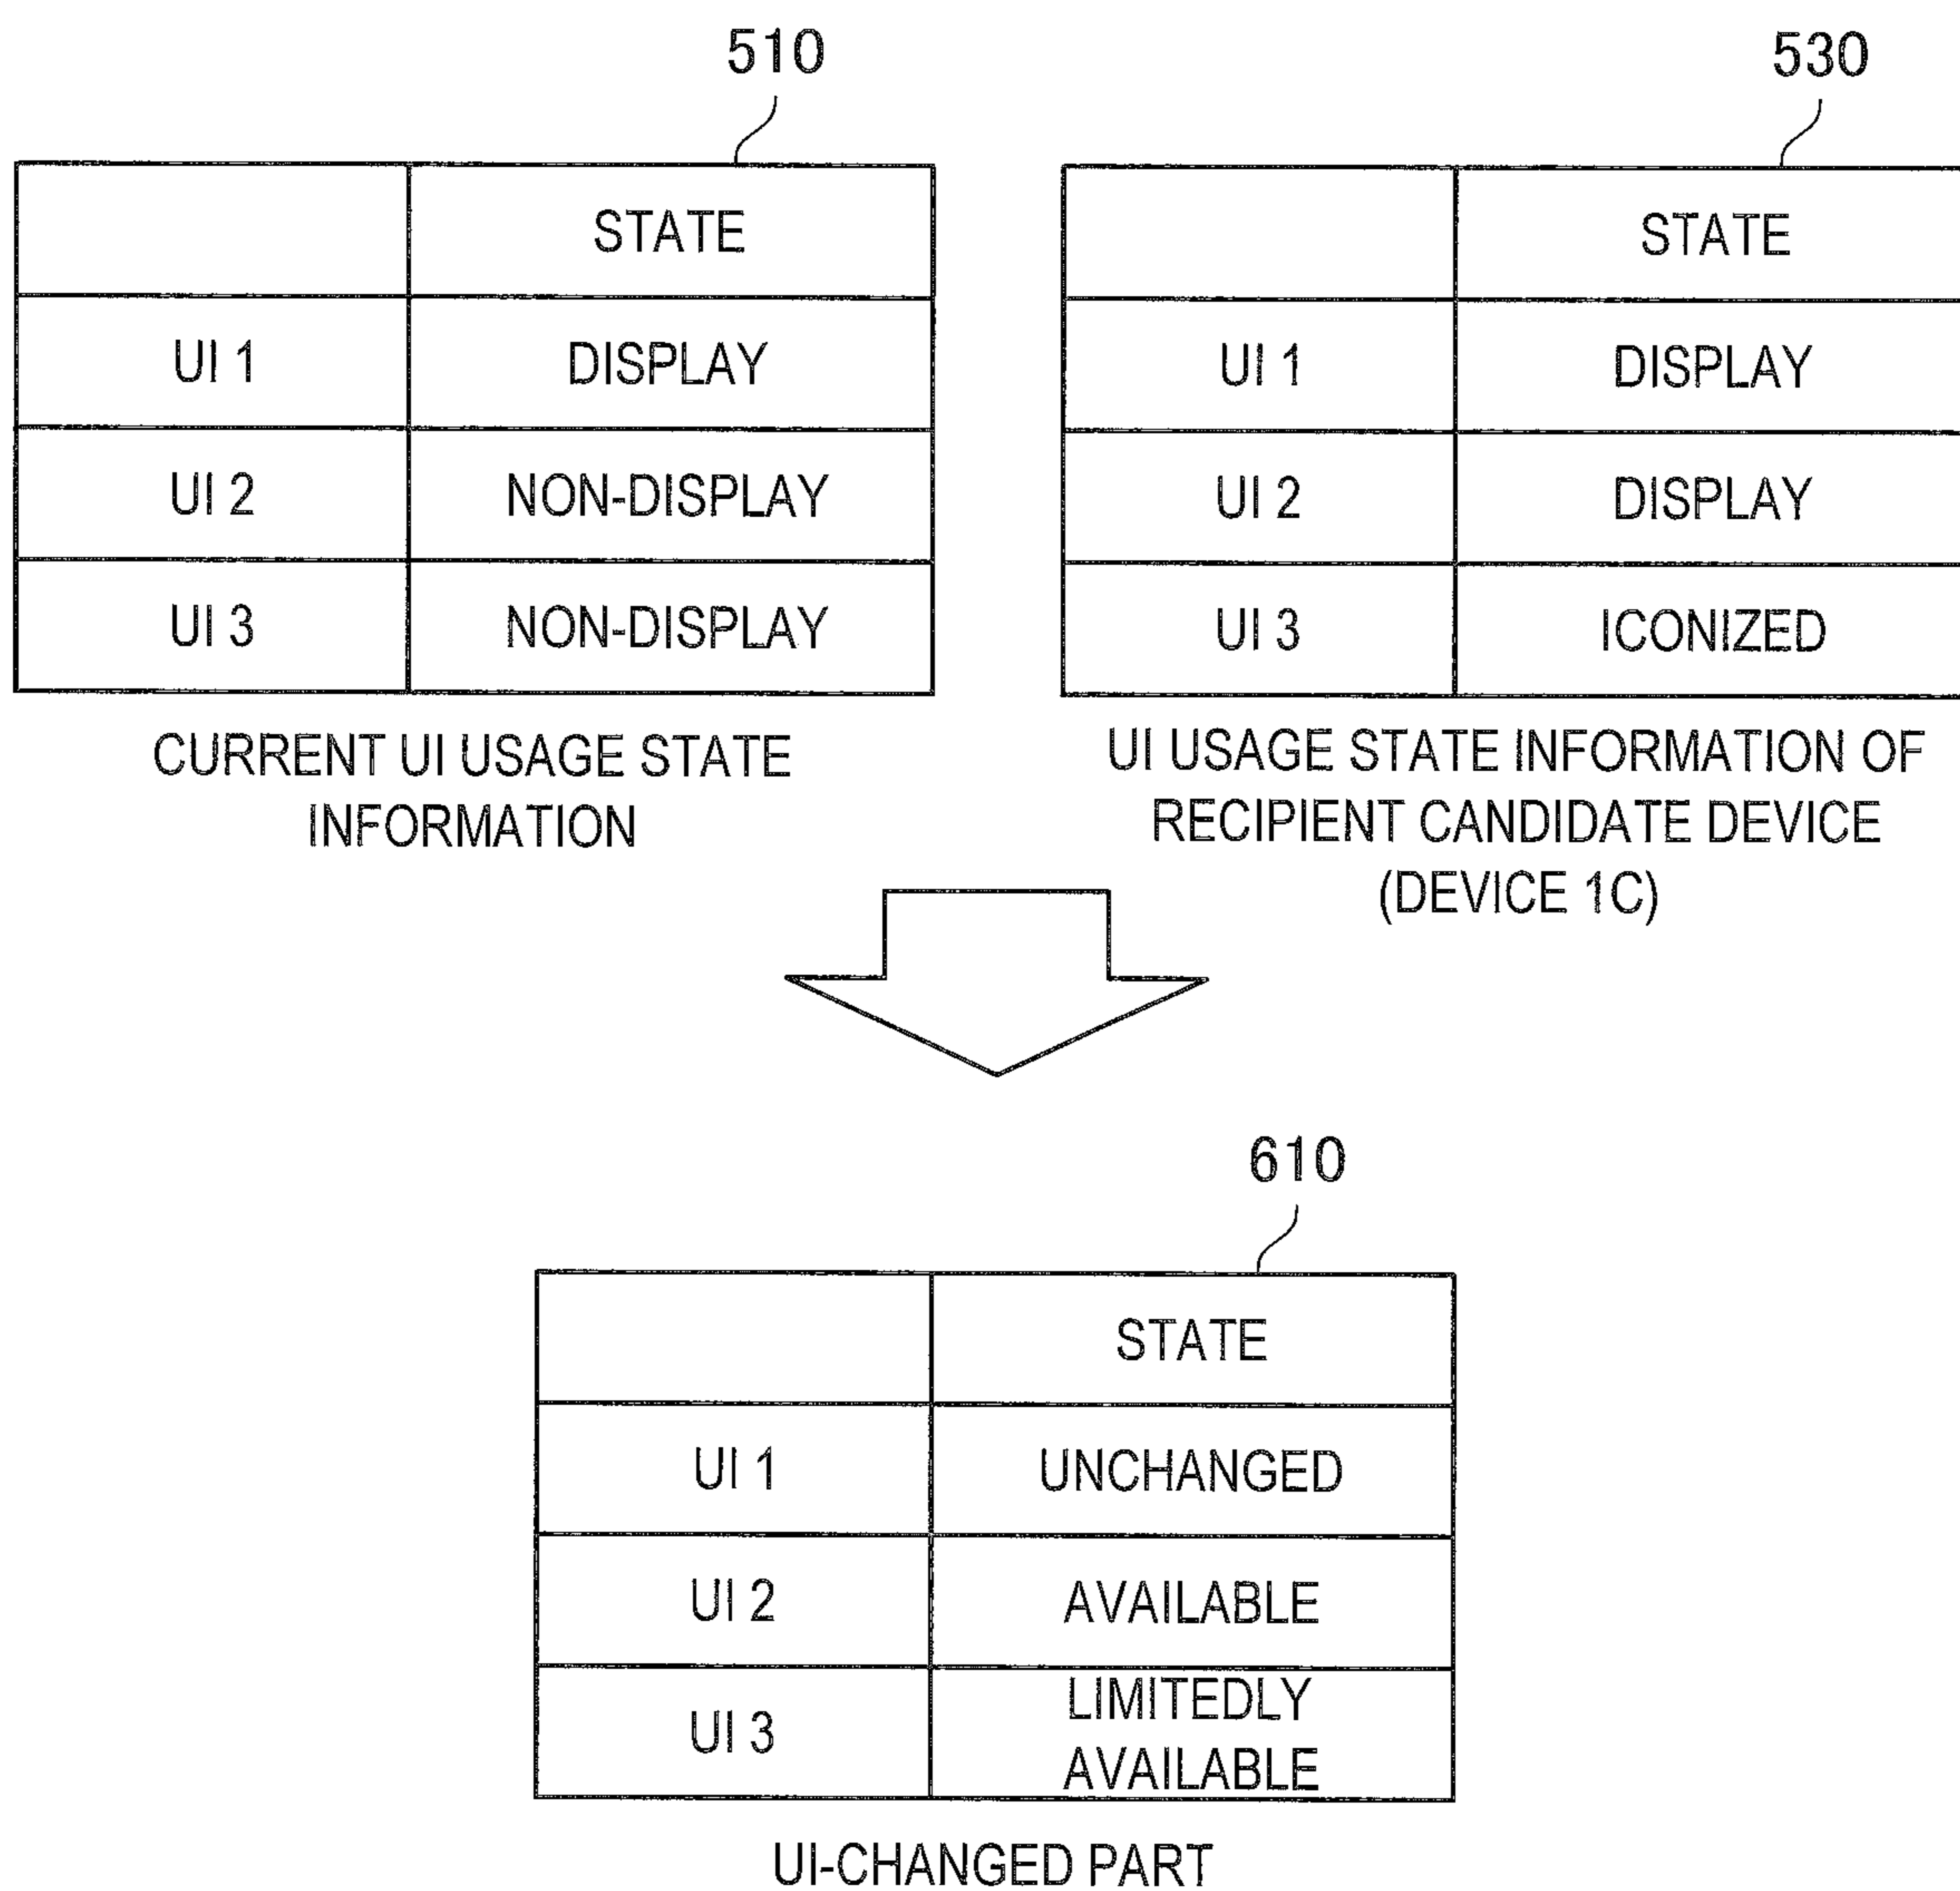 510
STATE
UI 1 DISPLAY
UI 2 NON-DISPLAY
UI 3 NON-DISPLAY
CURRENT UI USAGE STATE
INFORMATION
530
STATE
UI 1 DISPLAY
UI 2 DISPLAY
UI 3 ICONIZED
UI USAGE STATE INFORMATION OF
RECIPIENT CANDIDATE DEVICE
(DEVICE 1C)
610
STATE
UI 1 UNCHANGED
UI 2 AVAILABLE
UI 3 LIMITEDLY
AVAILABLE
UI-CHANGED PART